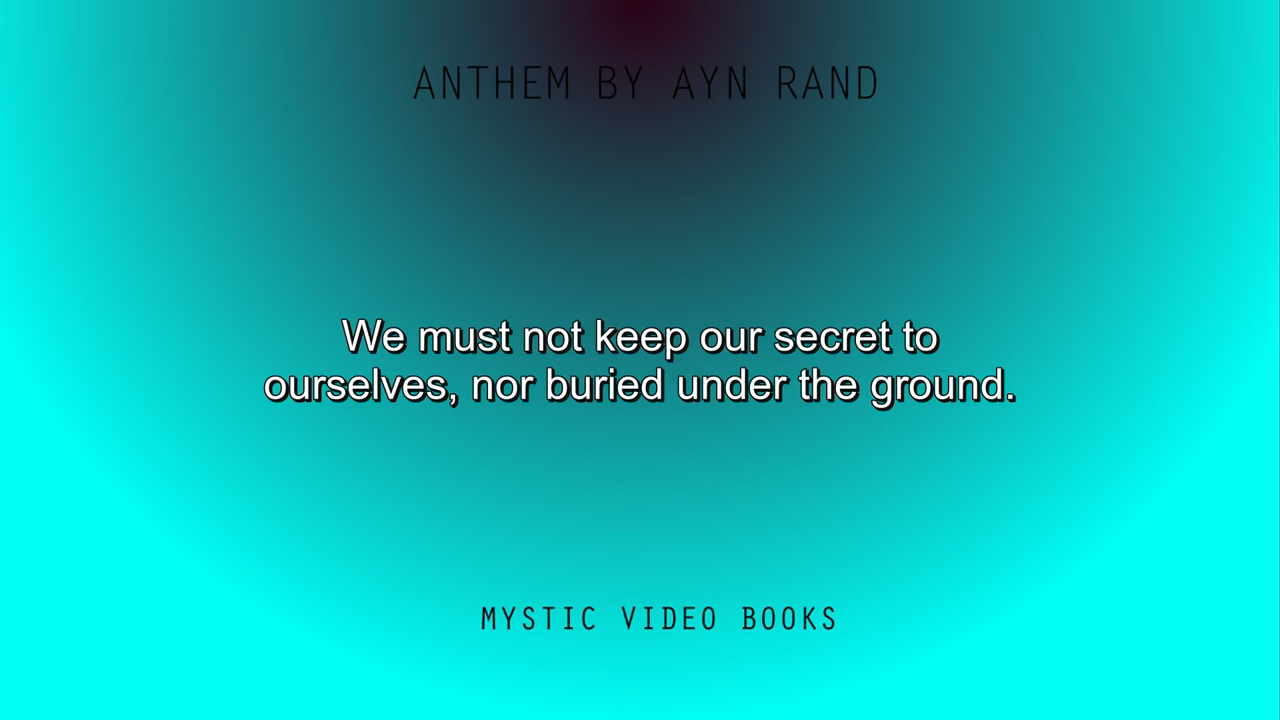 ANTHEM BY AYN RAND
We must not keep our secret to
ourselves, nor buried under the ground.
MYSTIC VIDEO BOOKS